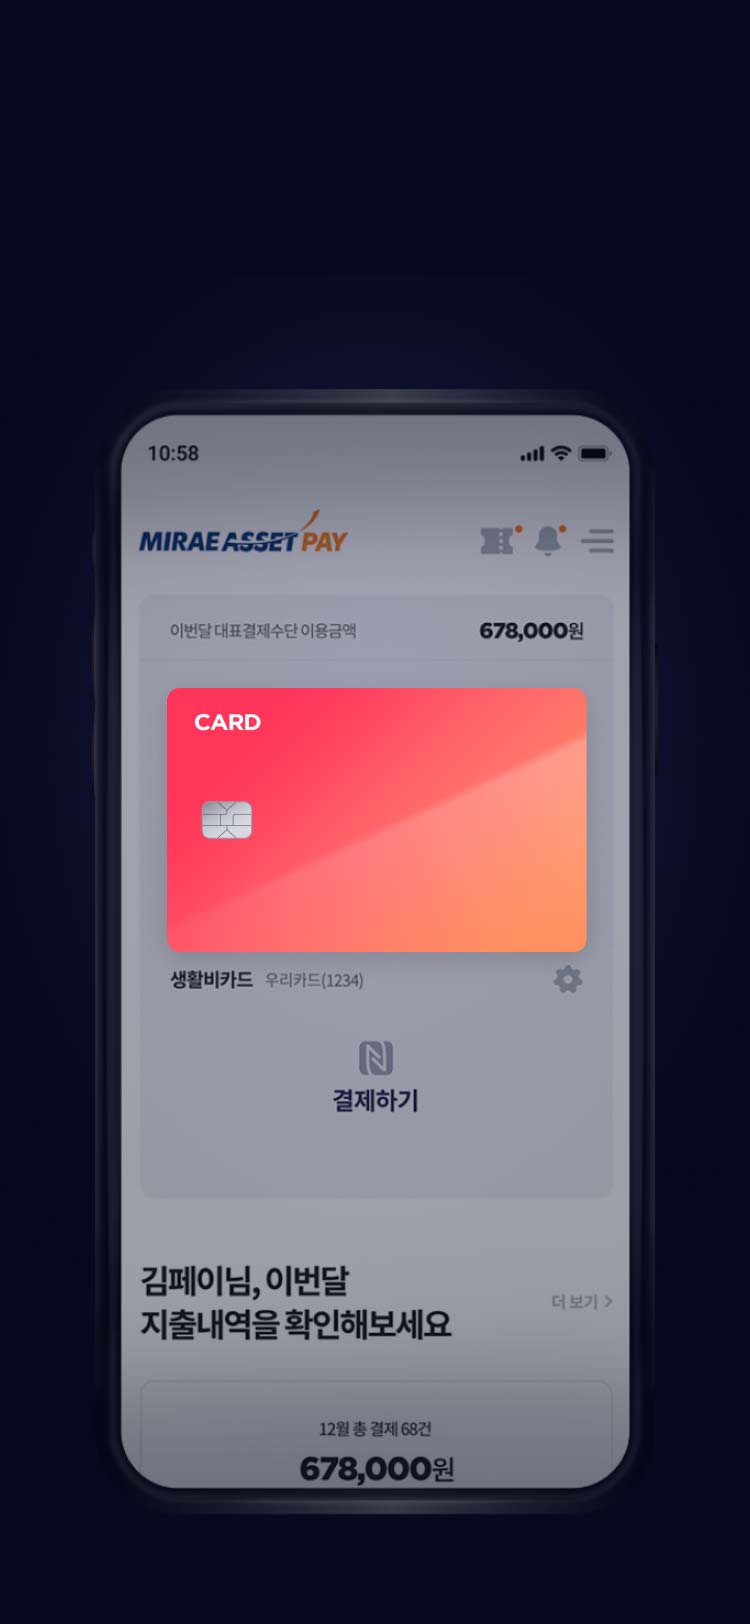 10:58
MIRAE ASSET PAY
이번달 대표결제수단 이용금액 678,000원
CARD
생활비카드 우리카드(1234)
결제하기
김페이님, 이번달
지출내역을 확인해보세요
더 보기
12월 총 결제 68건
678,000원